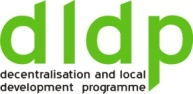 dldp
decentralisation and local
development programme